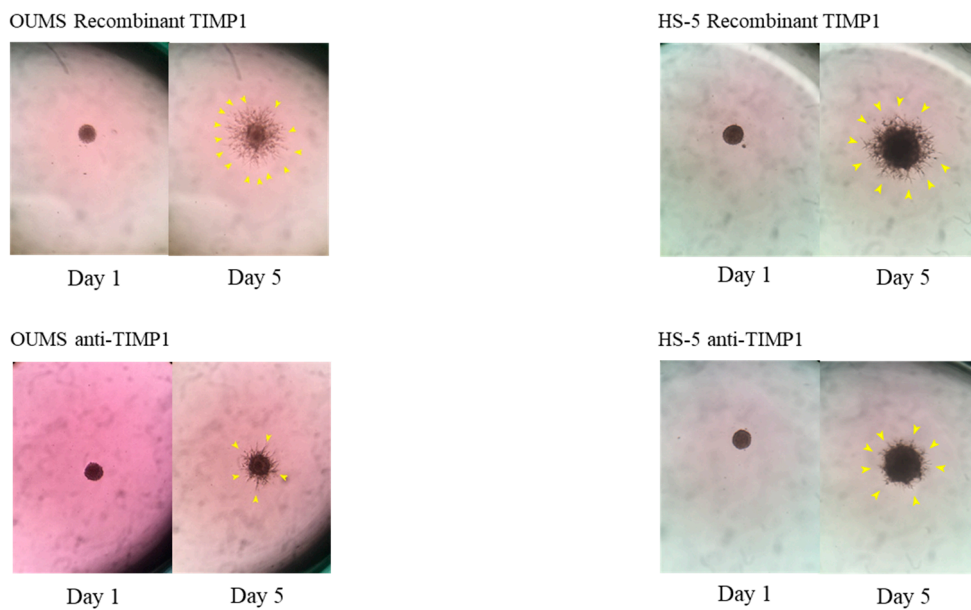 OUMS Recombinant TIMP1
HS-5 Recombinant TIMP1
Day 1
Day 5
Day 1
Day 5
OUMS anti-TIMP1
HS-5 anti-TIMP1
Day 1
Day 5
Day 1
Day 5